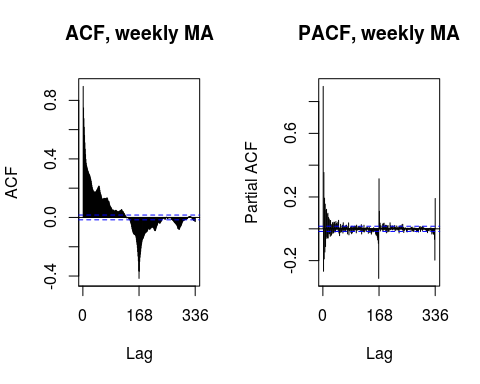 ACF, weekly MA
PACF, weekly MA
ACF
0.8
0.4
0.0
-0.4
0
168
336
Lag
Partial ACF
0.6
0.2
-0.2
0
168
336
Lag